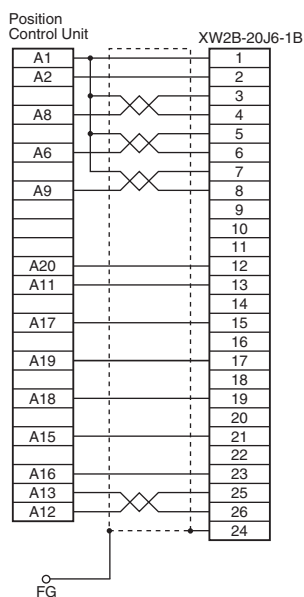 Position
Control Unit
XW2B-20J6-1B
A1 1
A2 2
3
A8 4
5
A6 6
7
A9 8
9
10
11
A20 12
A11 13
14
A17 15
16
A19 17
18
A18 19
20
A15 21
22
A16 23
A13 25
A12 26
24
FG